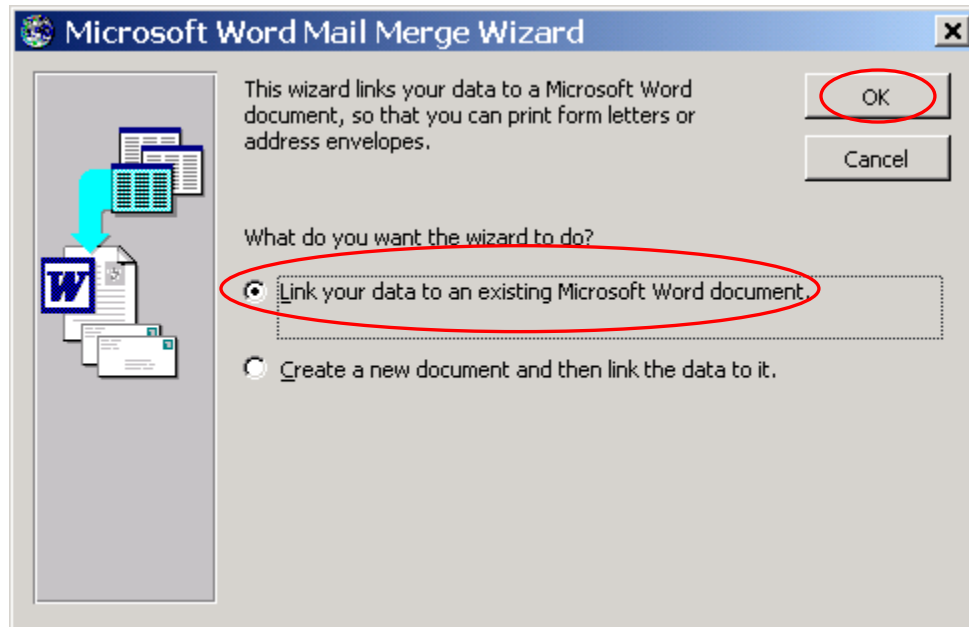 Microsoft Word Mail Merge Wizard
This wizard links your data to a Microsoft Word
document, so that you can print form letters or
address envelopes.
OK
Cancel
What do you want the wizard to do?
Link your data to an existing Microsoft Word document.
Create a new document and then link the data to it.
W